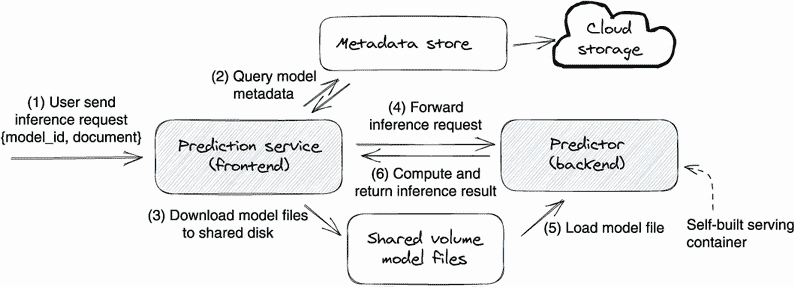 Metadata store
Cloud
storage
(2) Query model
metadata
(1) User send
inference request
{model_id, document}
(4) Forward
inference request
Prediction service
(frontend)
Predictor
(backend)
(6) Compute and
return inference result
(3) Download model files
to shared disk
Shared volume
model files
(5) Load model file
Self-built serving
container